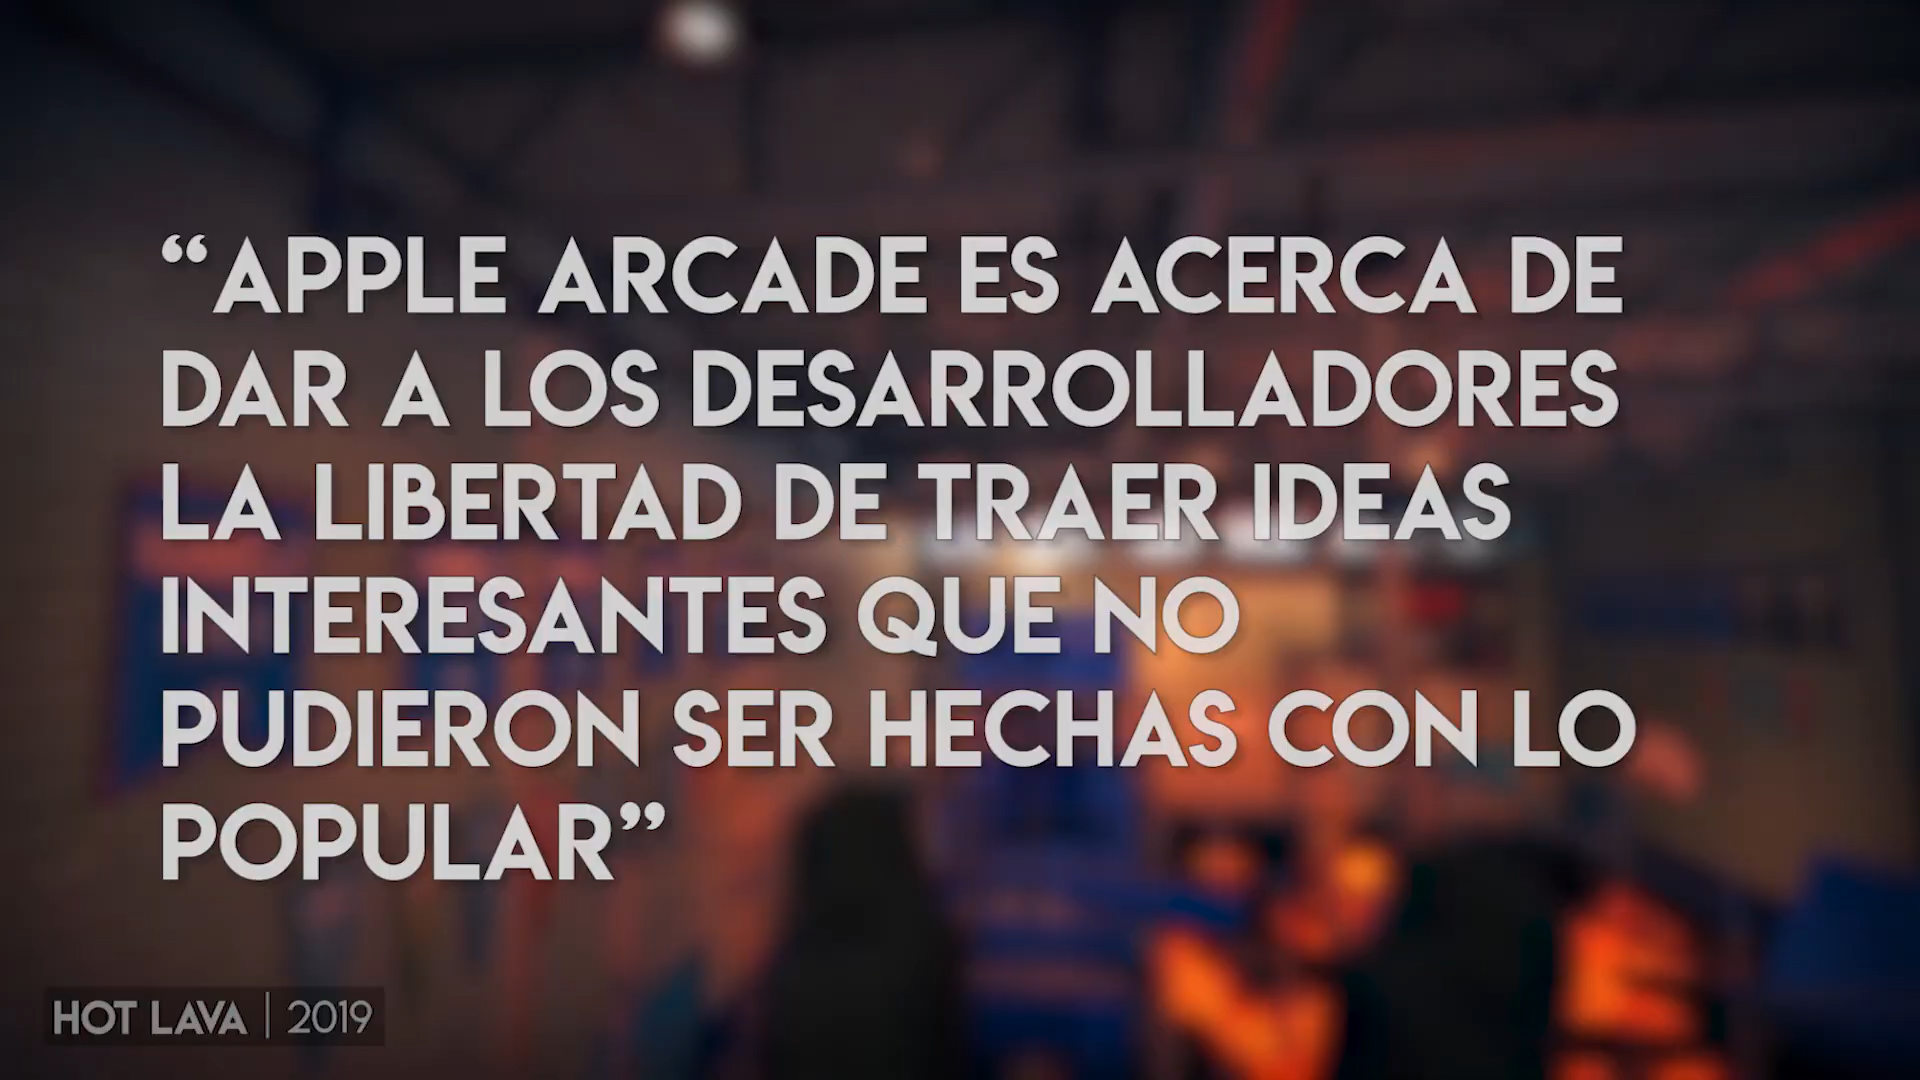 “APPLE ARCADE ES ACERCA DE
DAR A LOS DESARROLLADORES
LA LIBERTAD DE TRAER IDEAS
INTERESANTES QUE NO
PUDIERON SER HECHAS CON LO
POPULAR”
HOT LAVA | 2019